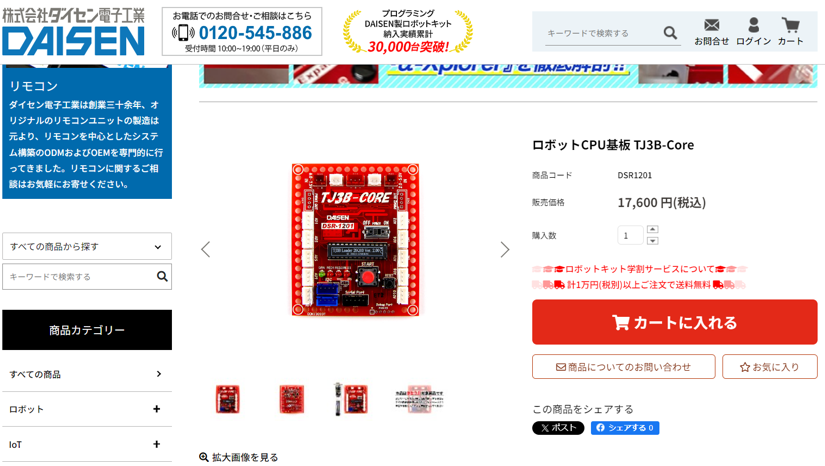 株式会社ダイセン電子工業
DAISEN
お電話でのお問合せ・ご相談はこちら
0120-545-886
受付時間 10:00~19:00 (平日のみ)
プログラミング
DAISEN製ロボットキット
納入実績累計
30,000台突破!
キーワードで検索する
お問合せ
ログイン
カート
リモコン
ダイセン電子工業は創業三十余年、オ
リジナルのリモコンユニットの製造は
元より、リモコンを中心としたシステ
ム構築のODMおよびOEMを専門的に行
ってきました。リモコンに関するご相
談はお気軽にお寄せください。
すべての商品から探す
キーワードで検索する
商品カテゴリー
すべての商品
ロボット
IoT
α-Xplorer』を徹底解剖!!
TJ3B-CORE
DAISEN
DSR-1201
OFF
START
拡大画像を見る
ロボットCPU基板 TJ3B-Core
商品コード
DSR1201
販売価格
17,600 円(税込)
購入数
1
ロボットキット学割サービスについて
計1万円(税別)以上ご注文で送料無料
カートに入れる
商品についてのお問い合わせ
お気に入り
この商品をシェアする
ポスト
シェアする 0